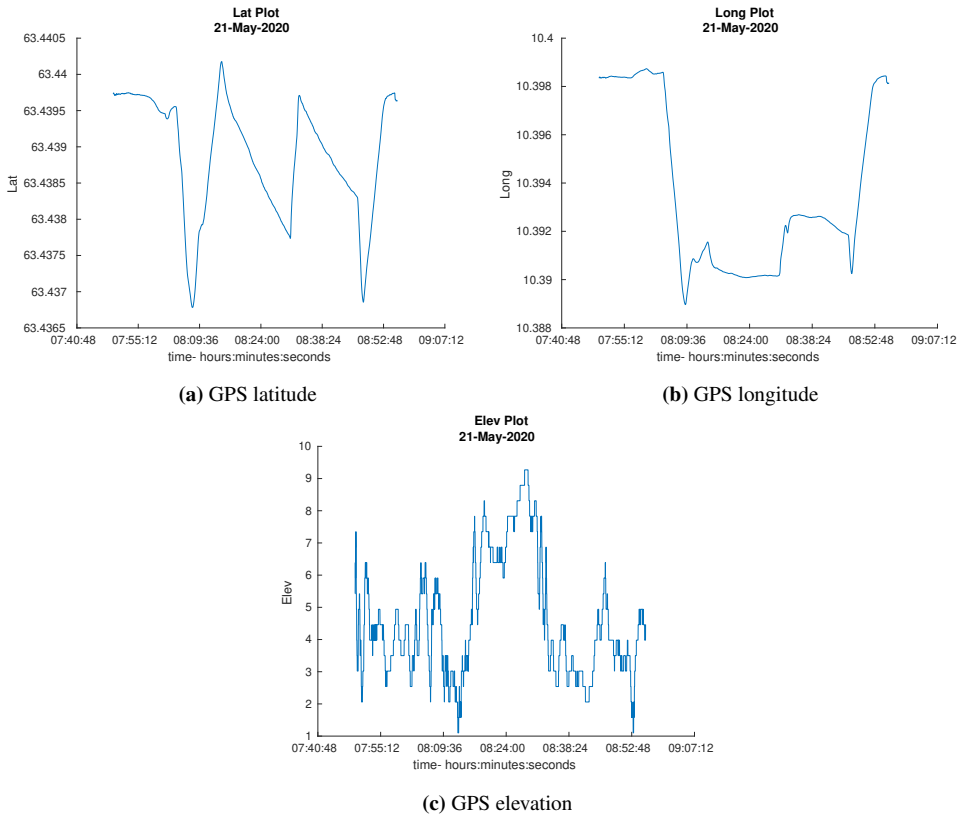 Lat Plot
21-May-2020
63.4405
63.44
63.4395
63.439
63.4385
63.438
63.4375
63.437
63.4365
Lat
07:40:48 07:55:12 08:09:36 08:24:00 08:38:24 08:52:48 09:07:12
time- hours:minutes:seconds
(a) GPS latitude
Long Plot
21-May-2020
10.4
10.398
10.396
10.394
10.392
10.39
10.388
Long
07:40:48 07:55:12 08:09:36 08:24:00 08:38:24 08:52:48 09:07:12
time- hours:minutes:seconds
(b) GPS longitude
Elev Plot
21-May-2020
10
9
8
7
6
5
4
3
2
1
Elev
07:40:48 07:55:12 08:09:36 08:24:00 08:38:24 08:52:48 09:07:12
time- hours:minutes:seconds
(c) GPS elevation